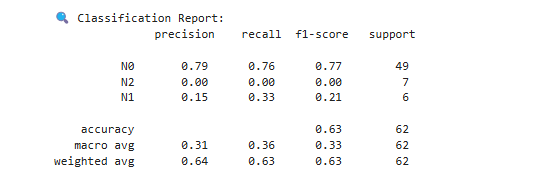 🔍 Classification Report:
precision recall f1-score support
N0 0.79 0.76 0.77 49
N2 0.00 0.00 0.00 7
N1 0.15 0.33 0.21 6
accuracy 0.63 62
macro avg 0.31 0.36 0.33 62
weighted avg 0.64 0.63 0.63 62